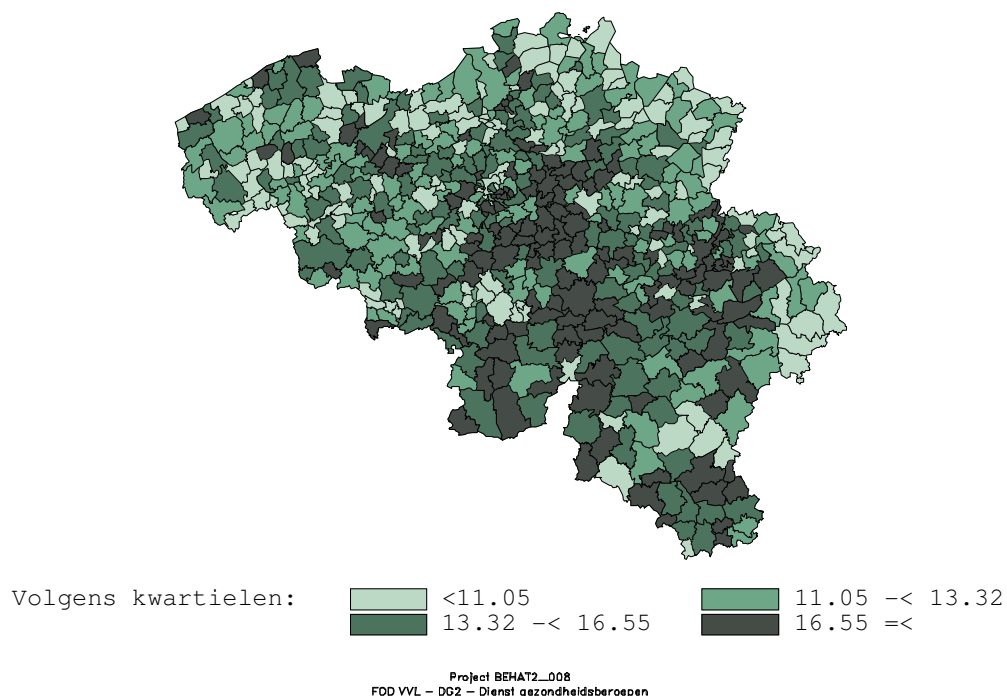 Volgens kwartielen: <11.05 11.05 -< 13.32
13.32 -< 16.55 16.55 =<
Project BEHAT2_008
FOD VVL - DG2 - Dienst gezondheidsberoepen